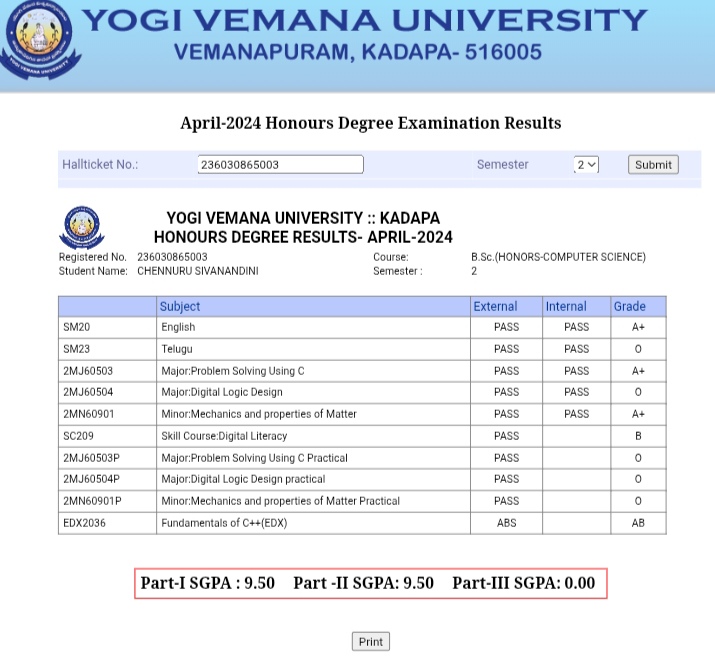 YOGI VEMANA UNIVERSITY
VEMANAPURAM, KADAPA- 516005
April-2024 Honours Degree Examination Results
Hallticket No.: 236030865003 Semester 2 Submit
YOGI VEMANA UNIVERSITY :: KADAPA
HONOURS DEGREE RESULTS- APRIL-2024
Registered No. 236030865003 Course: B.Sc.(HONORS-COMPUTER SCIENCE)
Student Name: CHENNURU SIVANANDINI Semester : 2
Subject External Internal Grade
SM20 English PASS PASS A+
SM23 Telugu PASS PASS O
2MJ60503 Major:Problem Solving Using C PASS PASS A+
2MJ60504 Major:Digital Logic Design PASS PASS O
2MN60901 Minor:Mechanics and properties of Matter PASS PASS A+
SC209 Skill Course:Digital Literacy PASS B
2MJ60503P Major:Problem Solving Using C Practical PASS O
2MJ60504P Major:Digital Logic Design practical PASS O
2MN60901P Minor:Mechanics and properties of Matter Practical PASS O
EDX2036 Fundamentals of C++(EDX) ABS AB
Part-I SGPA : 9.50 Part -II SGPA: 9.50 Part-III SGPA: 0.00
Print